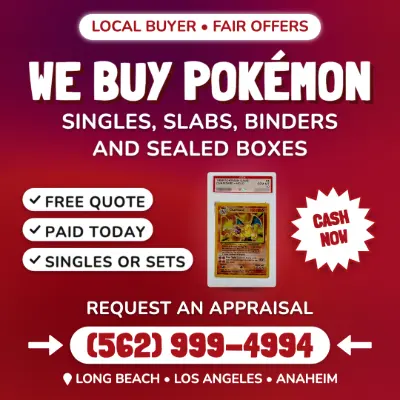 LOCAL BUYER • FAIR OFFERS
WE BUY POKÉMON
SINGLES, SLABS, BINDERS
AND SEALED BOXES
✓ FREE QUOTE
✓ PAID TODAY
✓ SINGLES OR SETS
CASH
NOW
REQUEST AN APPRAISAL
(562) 999-4994
LONG BEACH • LOS ANGELES • ANAHEIM